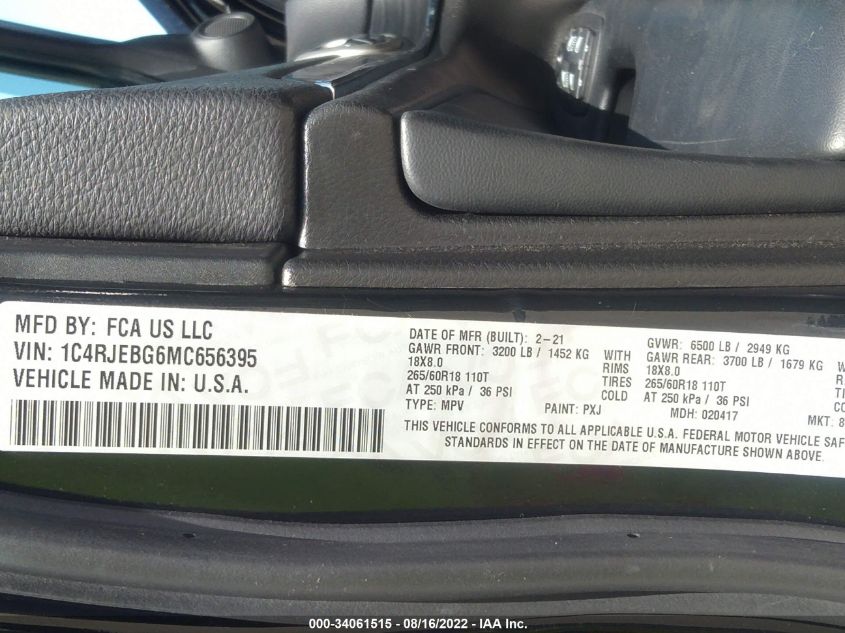 MFD BY: FCA US LLC
VIN: 1C4RJEBG6MC656395
VEHICLE MADE IN: U.S.A.
DATE OF MFR (BUILT): 2-21
GAWR FRONT: 3200 LB / 1452 KG WITH
18X8.0 RIMS
265/60R18 110T TIRES
AT 250 kPa / 36 PSI COLD
TYPE: MPV PAINT: PXJ
GVWR: 6500 LB / 2949 KG
GAWR REAR: 3700 LB / 1679 KG
18X8.0
265/60R18 110T
AT 250 kPa / 36 PSI
MDH: 020417
MKT: 8
THIS VEHICLE CONFORMS TO ALL APPLICABLE U.S.A. FEDERAL MOTOR VEHICLE SAF
STANDARDS IN EFFECT ON THE DATE OF MANUFACTURE SHOWN ABOVE.
000-34061515 - 08/16/2022 - IAA Inc.